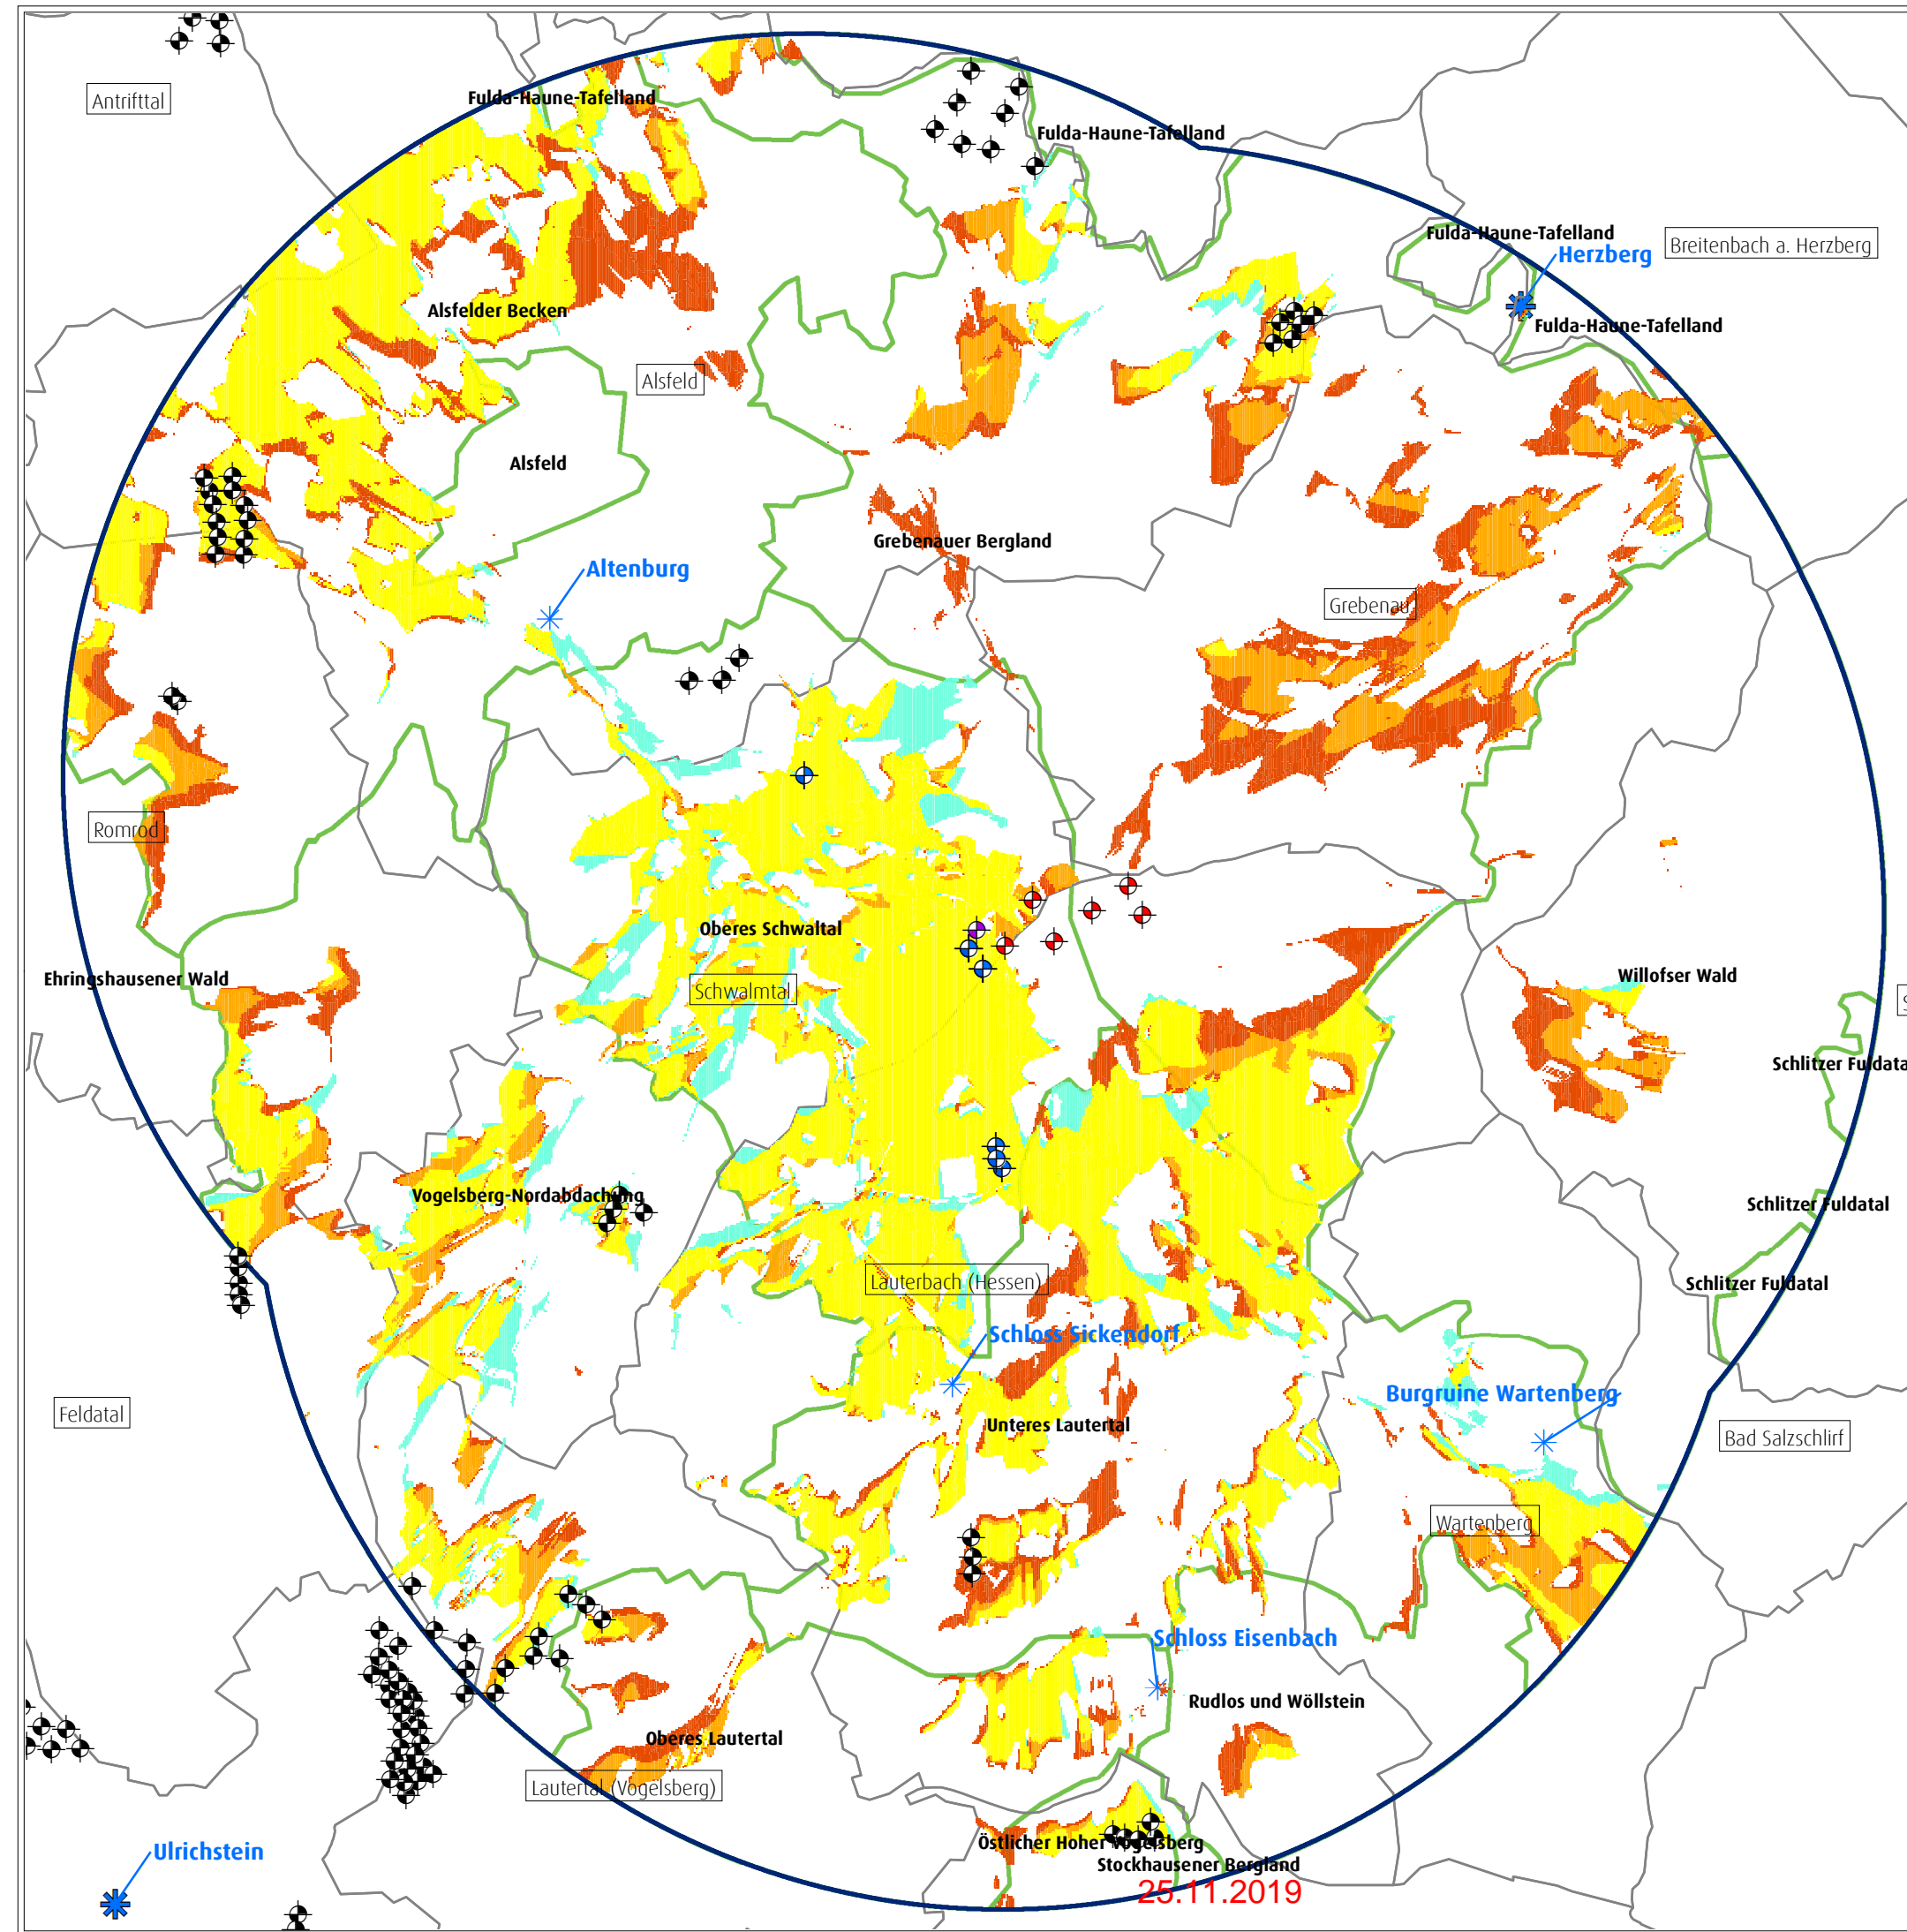 Antrifttal
Fulda-Haune-Tafelland
Fulda-Haune-Tafelland
Fulda-Haune-Tafelland
Breitenbach a. Herzberg
Herzberg
Alsfelder Becken
Fulda-Haune-Tafelland
Alsfeld
Alsfeld
Grebenauer Bergland
Altenburg
Grebenau
Romrod
Oberes Schwaltal
Ehringshausener Wald
Schwalmtal
Willofser Wald
S
Schlitzer Fuldata
Vogelsberg-Nordabdachung
Schlitzer Fuldatal
Lauterbach (Hessen)
Schlitzer Fuldatal
Schloss Sickendorf
Burgruine Wartenberg
Feldatal
Unteres Lautertal
Bad Salzschlirf
Wartenberg
Schloss Eisenbach
Rudlos und Wöllstein
Oberes Lautertal
Lautertal (Vogelsberg)
Östlicher Hoher Vogelsberg
Ulrichstein
Stockhausener Bergland
25.11.2019